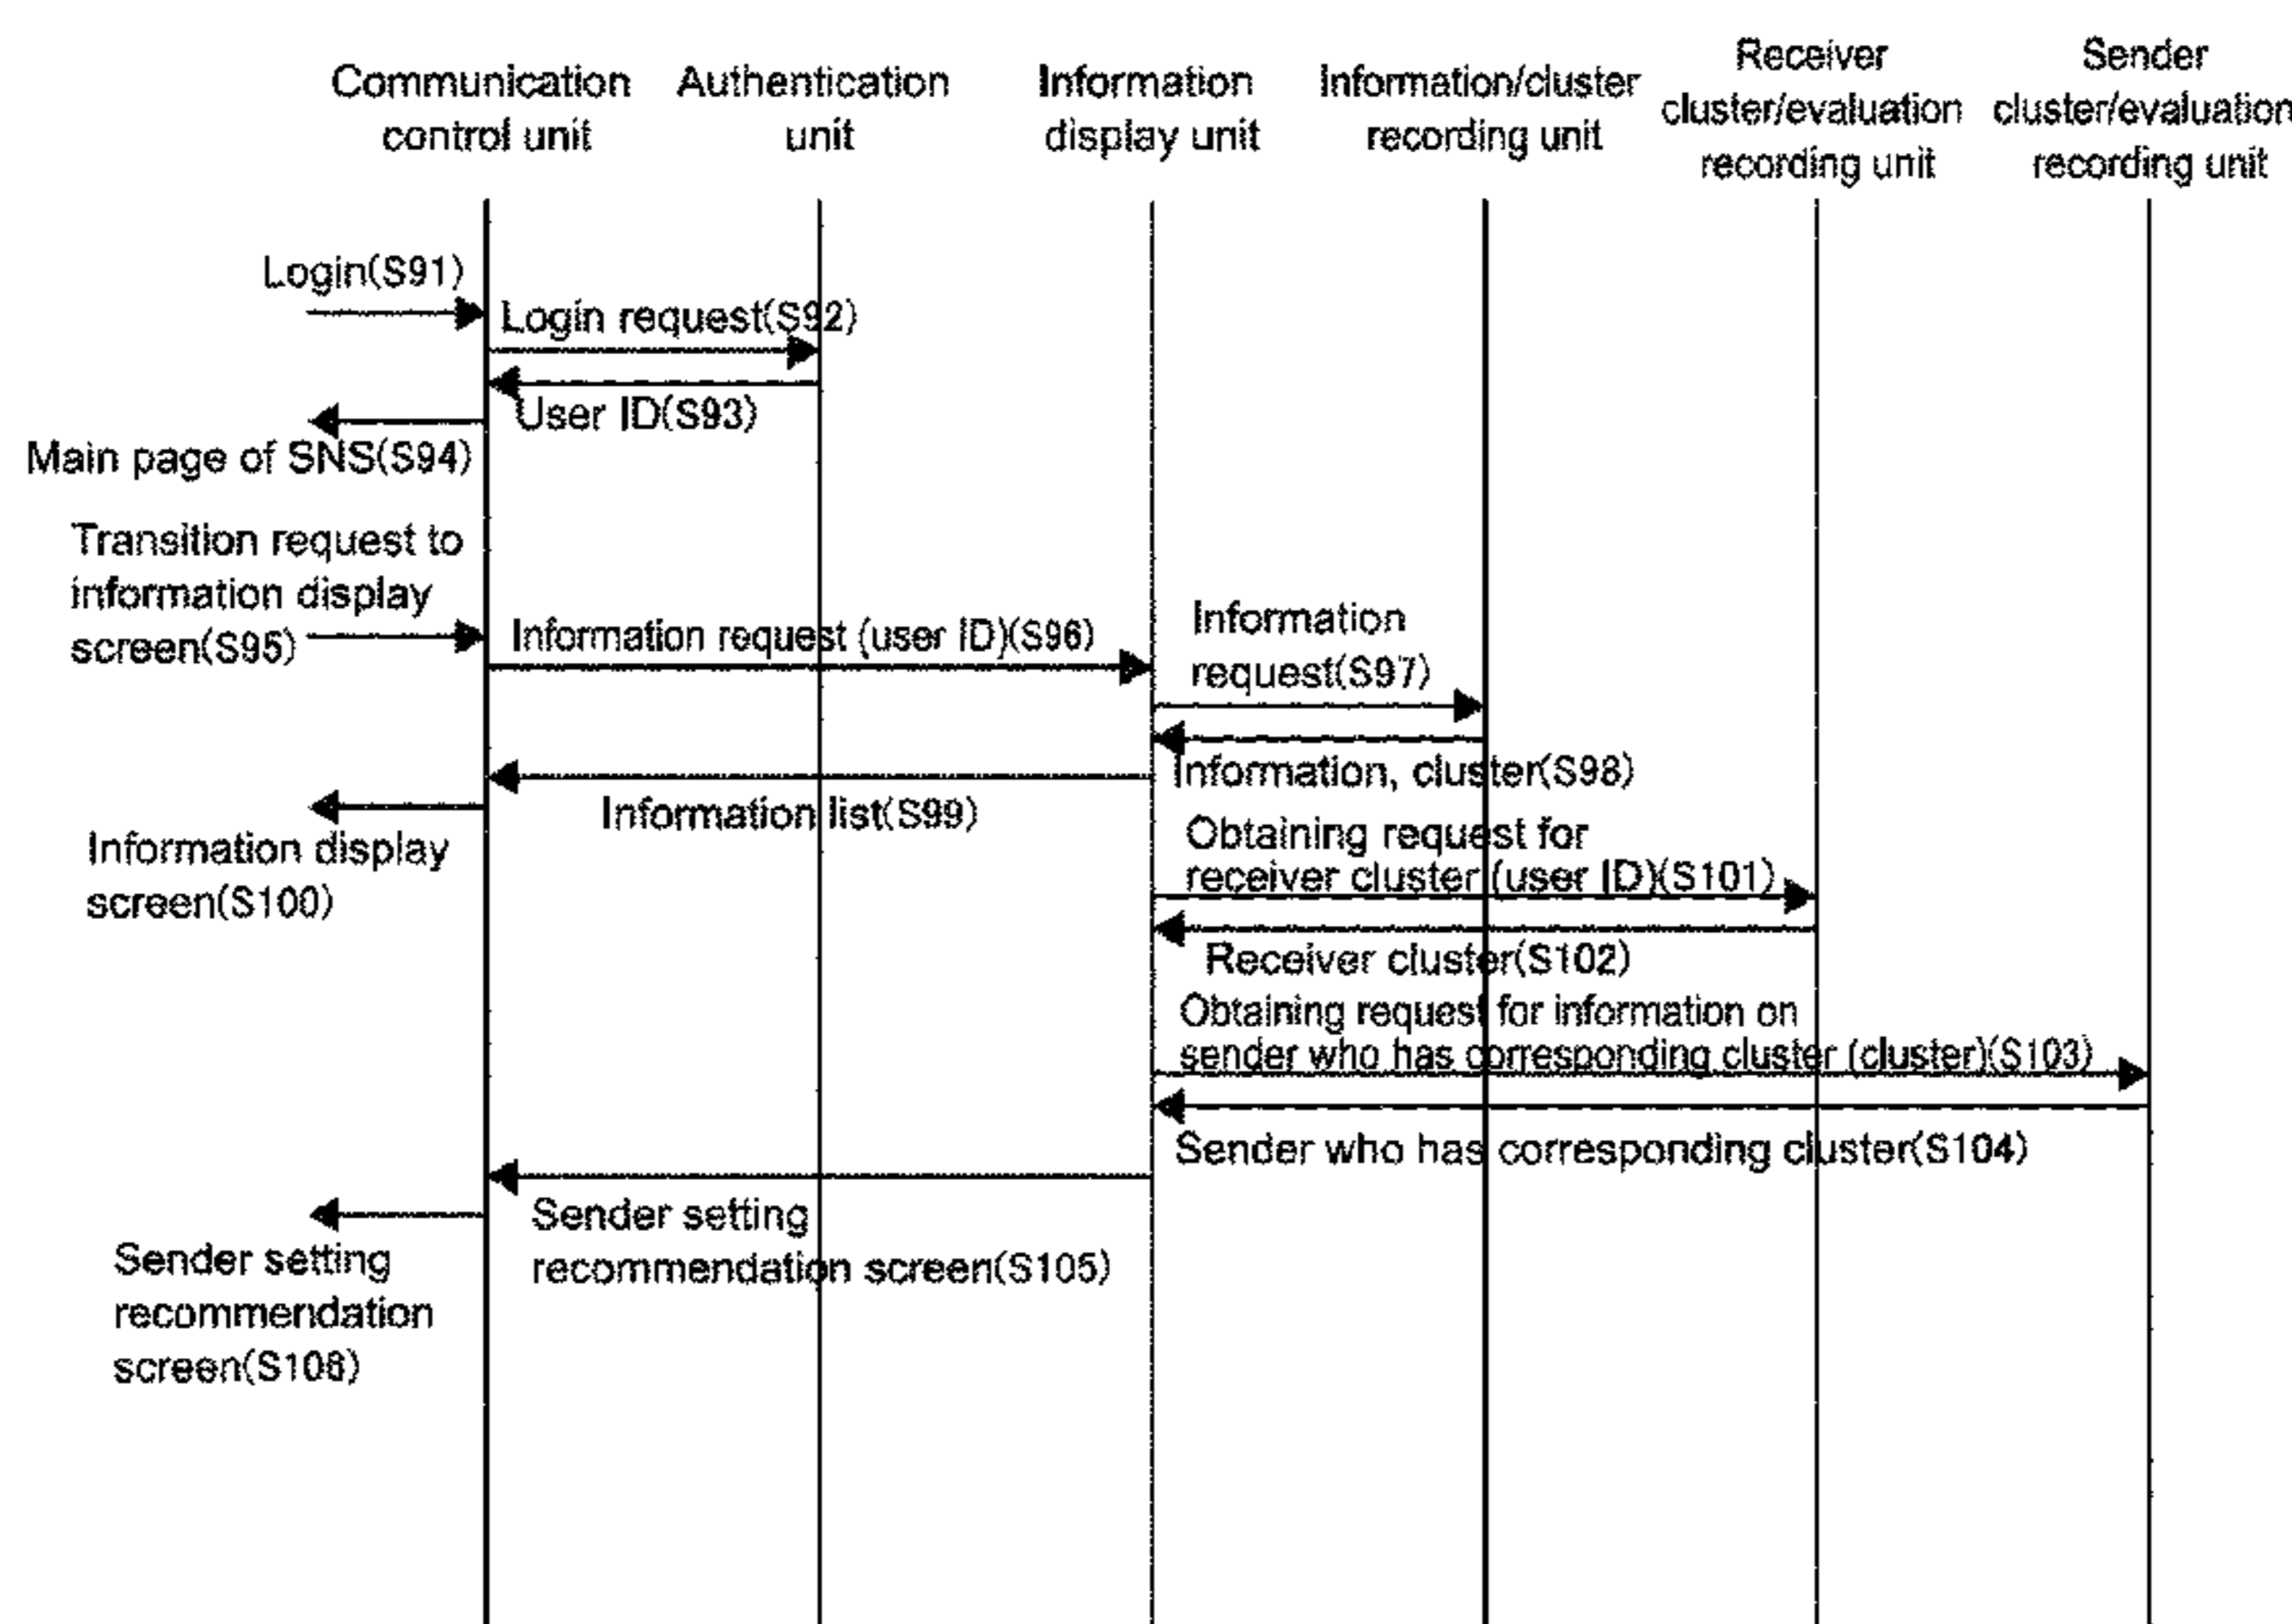 Communication
control unit
Authentication
unit
Information
display unit
Information/cluster
recording unit
Receiver
cluster/evaluation
recording unit
Sender
cluster/evaluation
recording unit
Login(S91)
Login request(S92)
User ID(S93)
Main page of SNS(S94)
Transition request to
information display
screen(S95)
Information request (user ID)(S96)
Information
request(S97)
Information, cluster(S98)
Information list(S99)
Information display
screen(S100)
Obtaining request for
receiver cluster (user ID)(S101)
Receiver cluster(S102)
Obtaining request for information on
sender who has corresponding cluster (cluster)(S103)
Sender who has corresponding cluster(S104)
Sender setting
recommendation screen(S105)
Sender setting
recommendation
screen(S106)